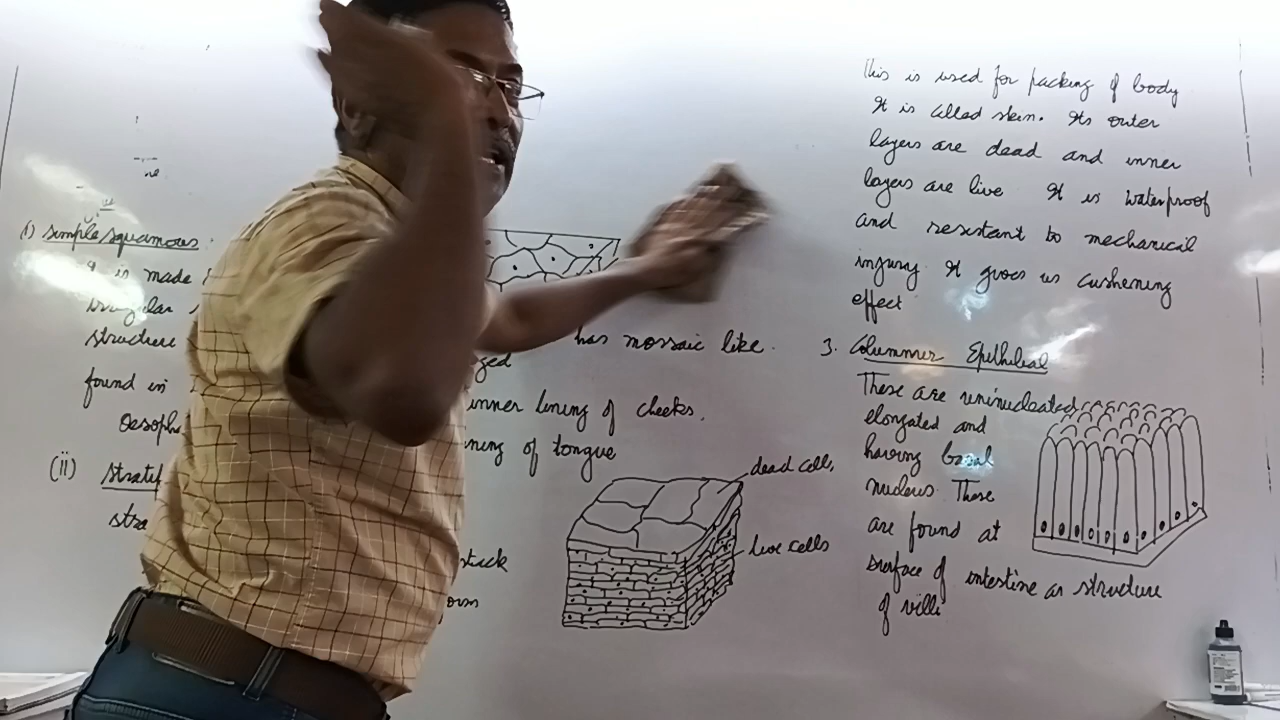 (i) Simple squamous:
It is made
irregular
structure
found in
Oesoph
(ii) Stratif
stra
has mossaic like.
ged
inner lining of cheeks.
ning of tongue
stack
dead cells,
live cells
This is used for packing of body
It is called skin. Its outer
layers are dead and inner
layers are live It is waterproof
and resistant to mechanical
injury. It gives us cushening
effect
3. Columner Epithileal
These are uninucleated,
elongated and
having basal
nucleus. These
are found at
surface of intestine as structure
of villi